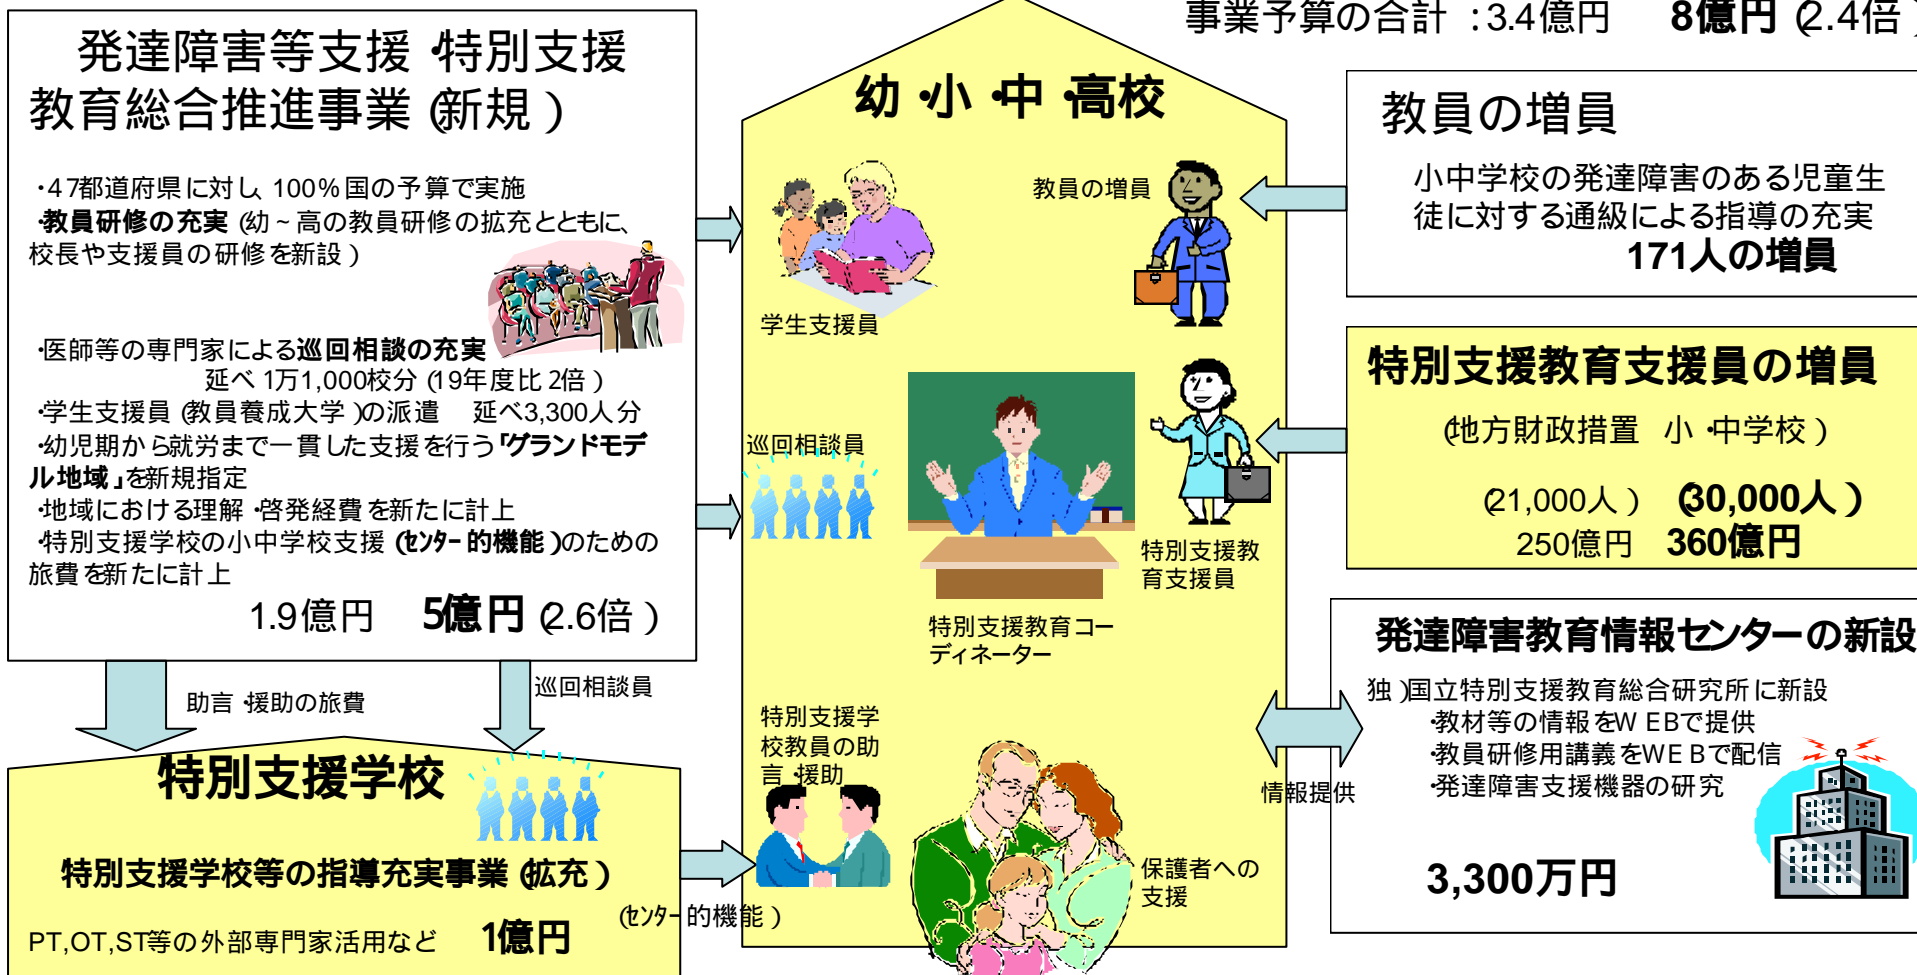 事業予算の合計 :3.4億円 8億円 (2.4倍)
発達障害等支援・特別支援
教育総合推進事業(新規)
・47都道府県に対し、100%国の予算で実施
・教員研修の充実(幼~高の教員研修の拡充とともに、
校長や支援員の研修を新設)
・医師等の専門家による巡回相談の充実
延べ1万1,000校分(19年度比2倍)
・学生支援員(教員養成大学)の派遣 延べ3,300人分
・幼児期から就労まで一貫した支援を行う「グランドモデ
ル地域」を新規指定
・地域における理解・啓発経費を新たに計上
・特別支援学校の小中学校支援(センター的機能)のための
旅費を新たに計上
1.9億円 5億円(2.6倍)
助言・援助の旅費
巡回相談員
特別支援学校
特別支援学校等の指導充実事業(拡充)
PT,OT,ST等の外部専門家活用など 1億円
(センター的機能)
幼・小・中・高校
教員の増員
学生支援員
巡回相談員
特別支援教
育支援員
特別支援教育コー
ディネーター
特別支援学
校教員の助
言・援助
保護者への
支援
情報提供
教員の増員
小中学校の発達障害のある児童生
徒に対する通級による指導の充実
171人の増員
特別支援教育支援員の増員
(地方財政措置 小・中学校)
(21,000人) (30,000人)
250億円 360億円
発達障害教育情報センターの新設
独)国立特別支援教育総合研究所に新設
・教材等の情報をWEBで提供
・教員研修用講義をWEBで配信
・発達障害支援機器の研究
3,300万円